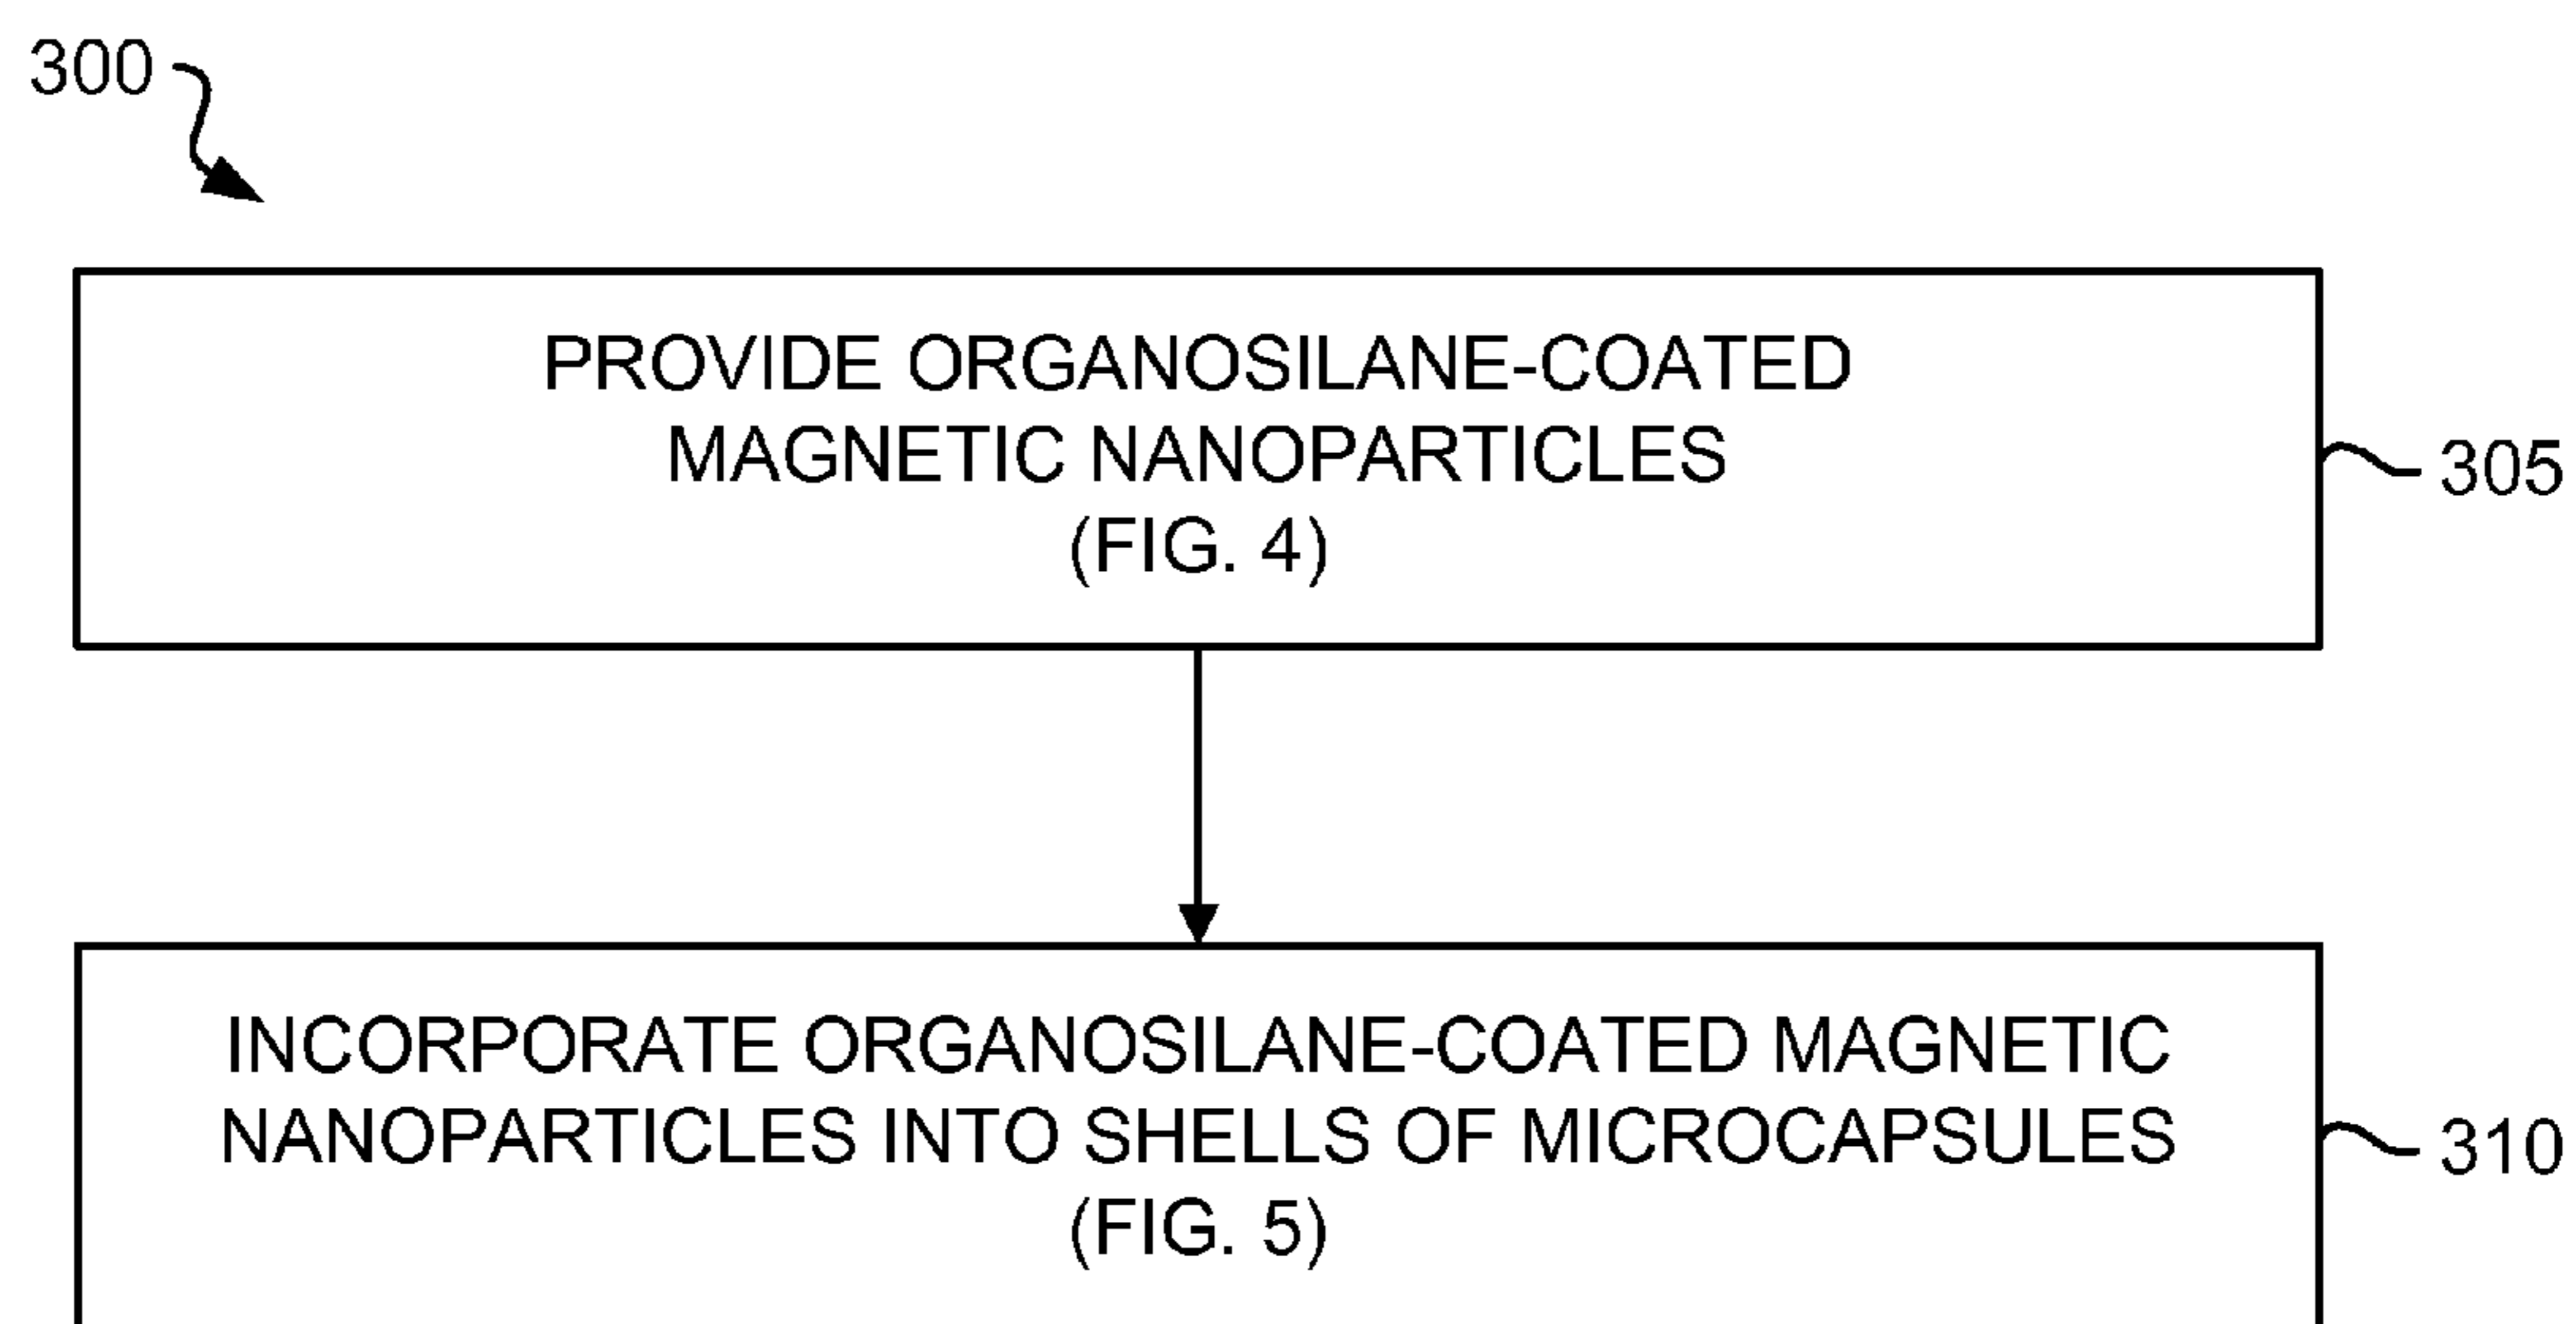 300
PROVIDE ORGANOSILANE-COATED
MAGNETIC NANOPARTICLES
(FIG. 4)
305
INCORPORATE ORGANOSILANE-COATED MAGNETIC
NANOPARTICLES INTO SHELLS OF MICROCAPSULES
(FIG. 5)
310